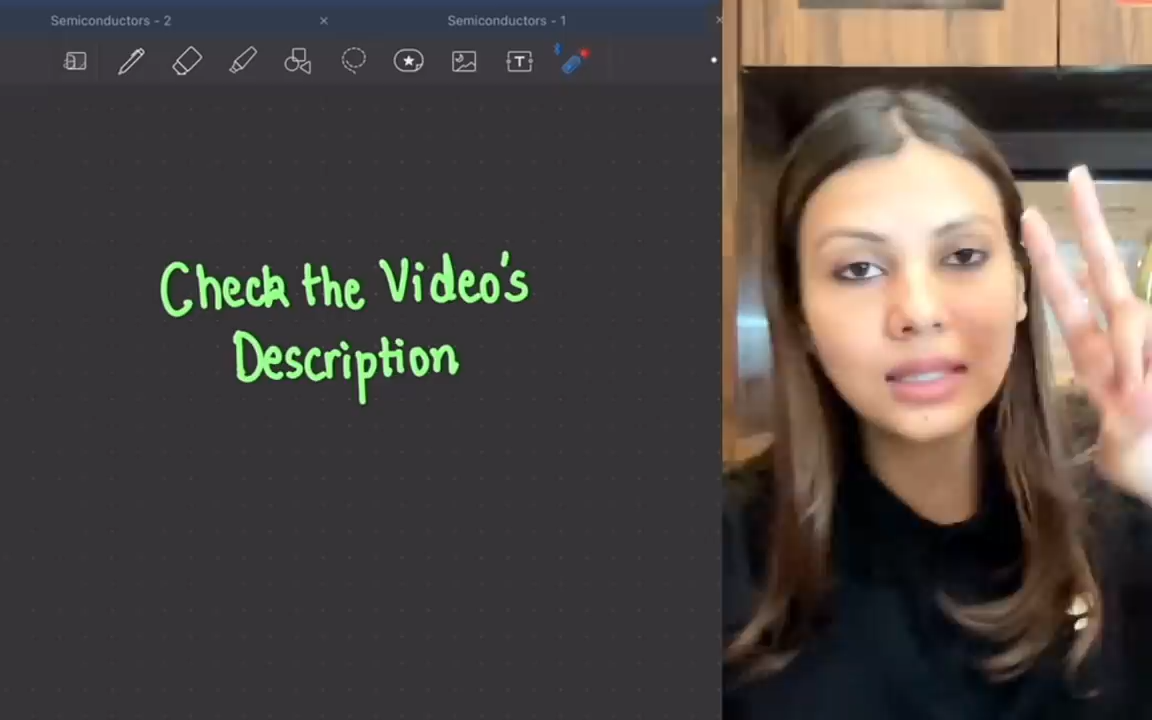 Semiconductors - 2
Semiconductors - 1
T
Check the Video's
Description